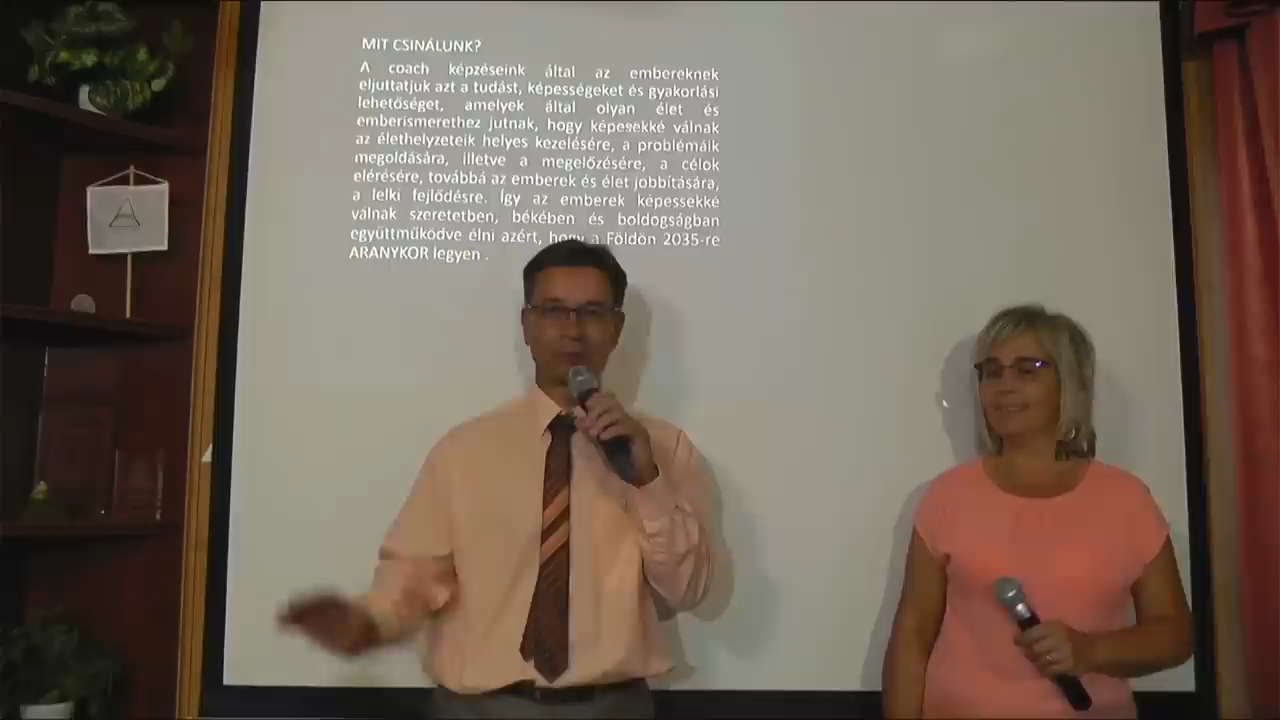 MIT CSINÁLUNK?
A coach képzéseink által az embereknek
eljuttatjuk azt a tudást, képességeket és gyakorlási
lehetőséget, amelyek által olyan élet és
emberismerethez jutnak, hogy képesekké válnak
az élethelyzeteik helyes kezelésére, a problémáik
megoldására, illetve a megelőzésére, a célok
elérésére, továbbá az emberek és élet jobbítására,
a lelki fejlődésre. Így az emberek képessekké
válnak szeretetben, békében és boldogságban
együttműködve élni azért, hogy a Földön 2035-re
ARANYKOR legyen .